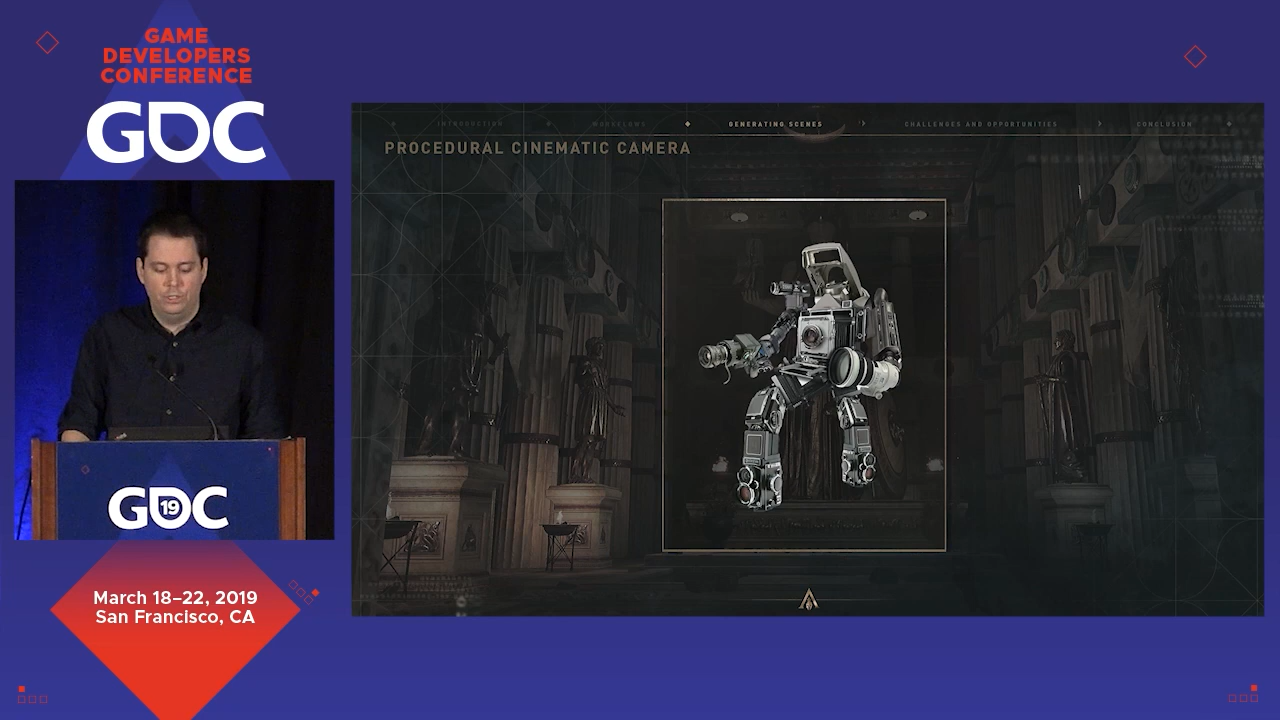 GAME
DEVELOPERS
CONFERENCE
GDC
INTRODUCTION
WORKFLOWS
GENERATING SCENES
CHALLENGES AND OPPORTUNITIES
CONCLUSION
PROCEDURAL CINEMATIC CAMERA
GDC
19
March 18–22, 2019
San Francisco, CA